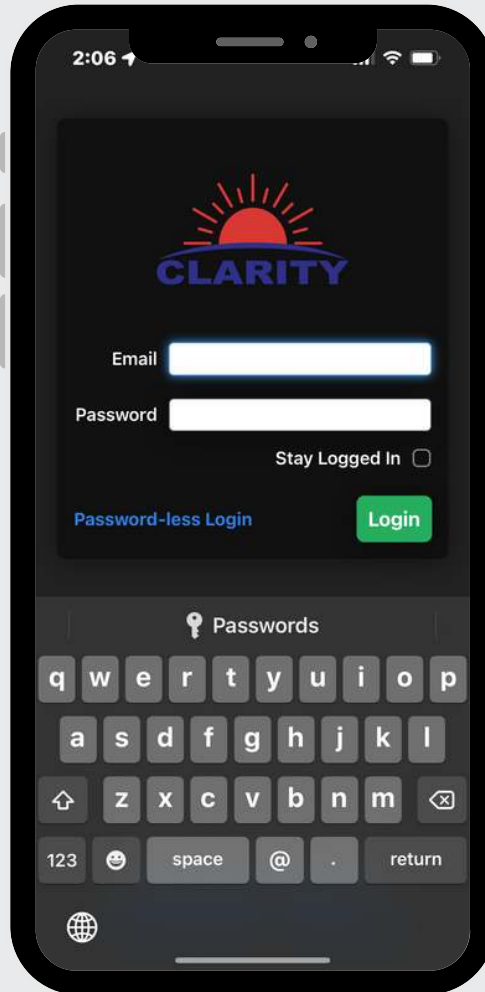 2:06
CLARITY
Email
Password
Stay Logged In
Password-less Login
Login
Passwords
q w e r t y u i o p
a s d f g h j k l
z x c v b n m
123 space @ . return